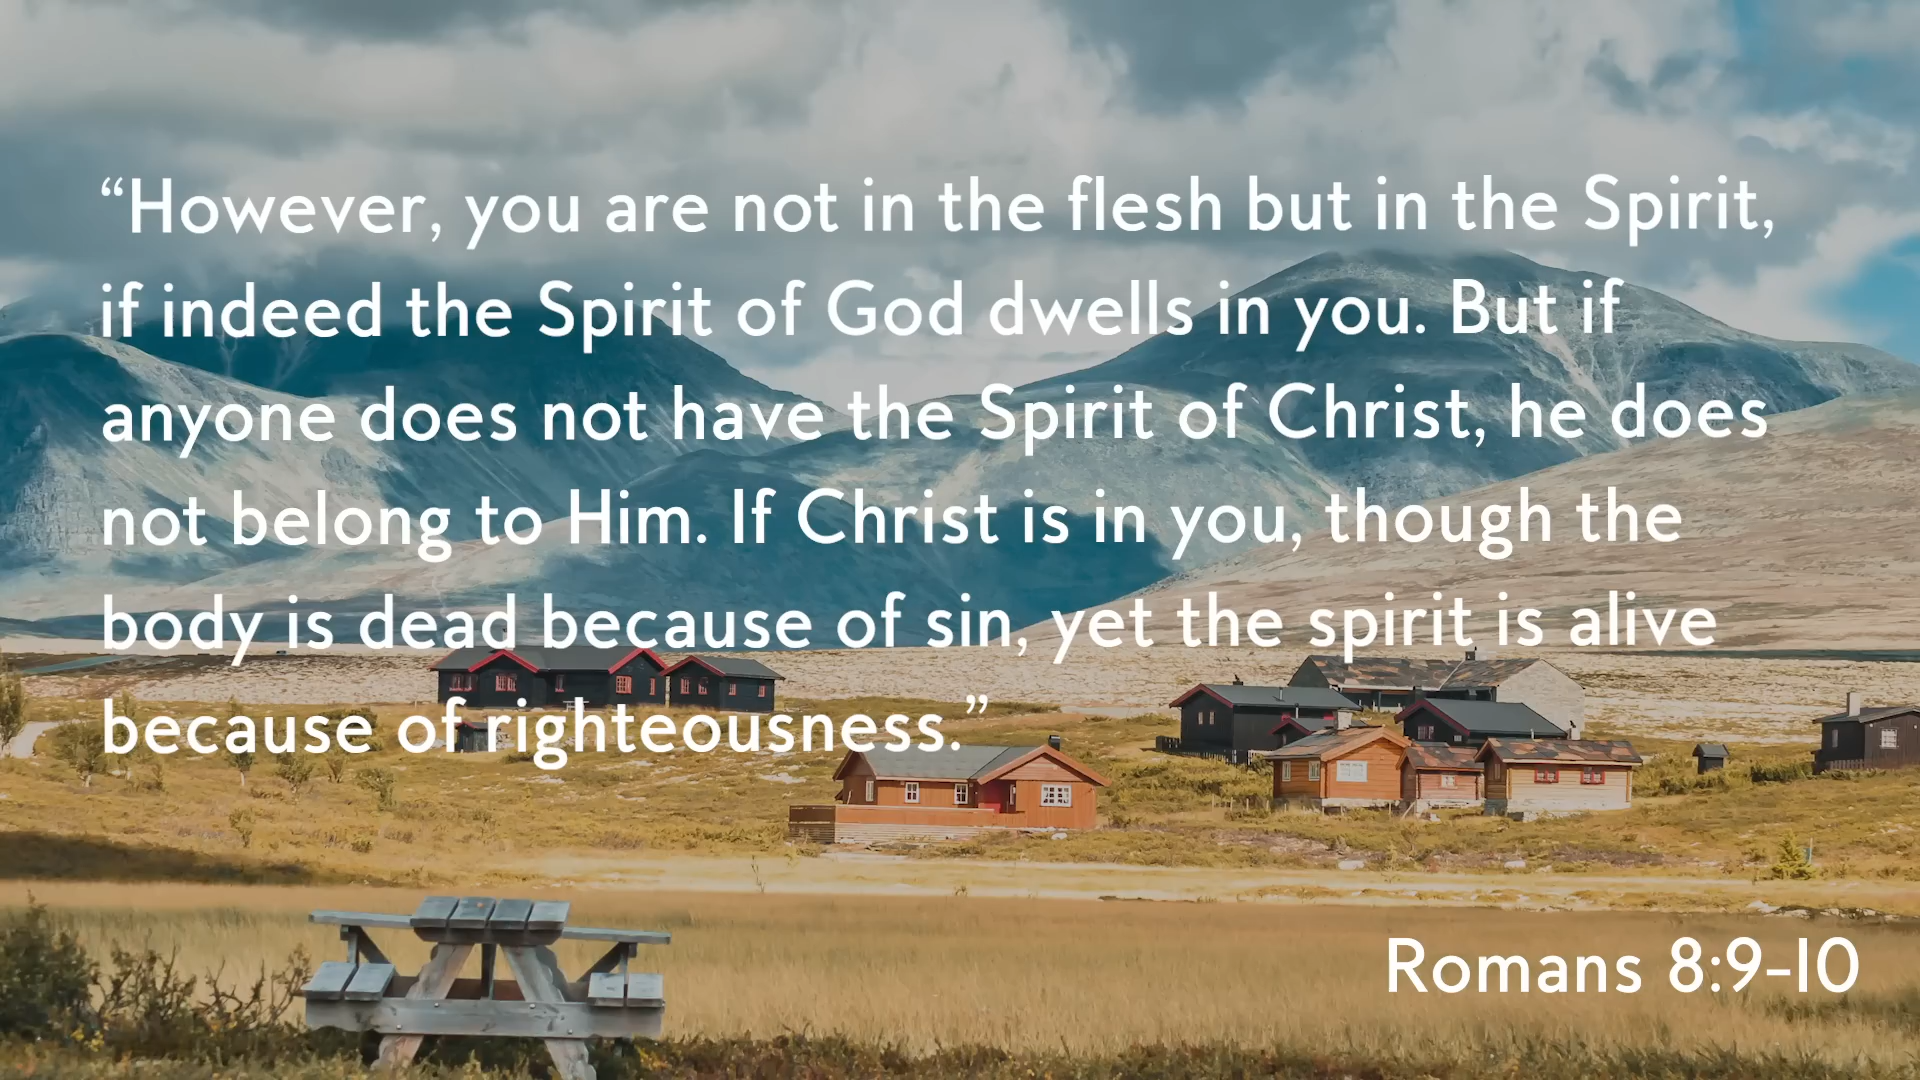 “However, you are not in the flesh but in the Spirit,
if indeed the Spirit of God dwells in you. But if
anyone does not have the Spirit of Christ, he does
not belong to Him. If Christ is in you, though the
body is dead because of sin, yet the spirit is alive
because of righteousness.”
Romans 8:9-10